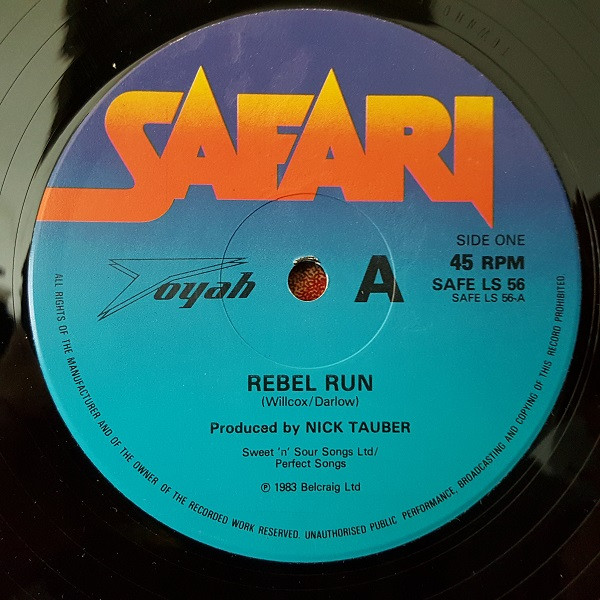 SAFARI
SIDE ONE
45 RPM
SAFE LS 56
SAFE LS 56-A
Toyah
A
REBEL RUN
(Willcox/Darlow)
Produced by NICK TAUBER
Sweet 'n' Sour Songs Ltd/
Perfect Songs
℗ 1983 Belcraig Ltd
ALL RIGHTS OF THE MANUFACTURER AND OF THE OWNER OF THE RECORDED WORK RESERVED. UNAUTHORISED PUBLIC PERFORMANCE, BROADCASTING AND COPYING OF THIS RECORD PROHIBITED.